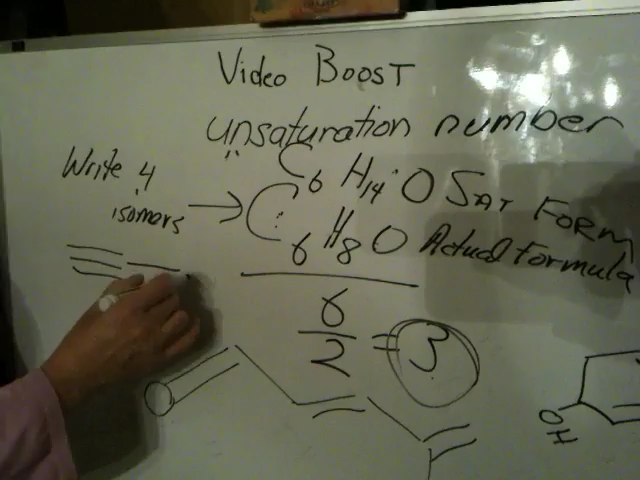 Video Boost
unsaturation number
Write 4
isomers
C6 H14 O Sat Form
C6 H8 O Actual Formula
6
2
= 3
O
OH